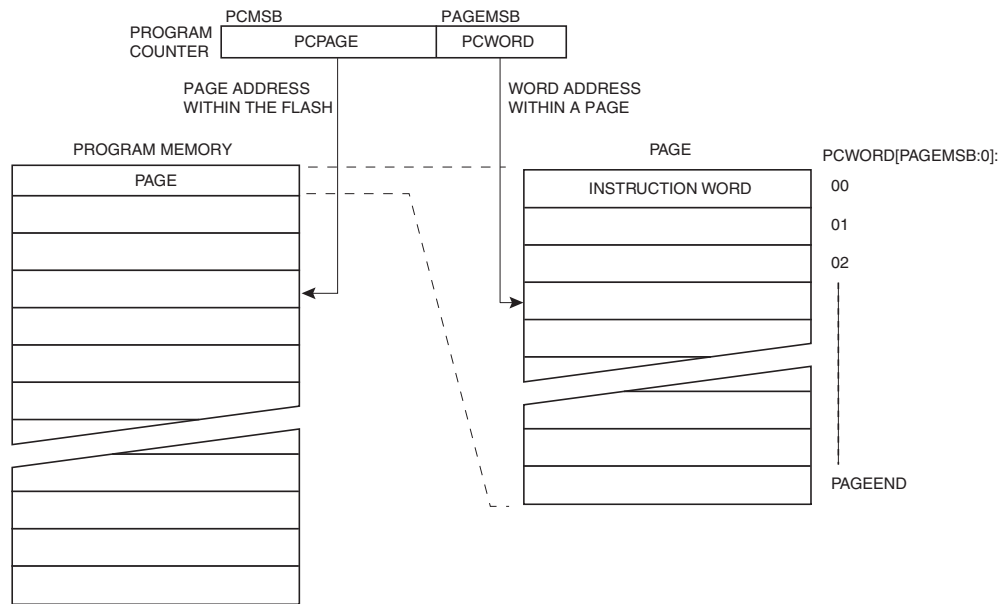 PCMSB
PAGEMSB
PROGRAM
COUNTER
PCPAGE
PCWORD
PAGE ADDRESS
WITHIN THE FLASH
WORD ADDRESS
WITHIN A PAGE
PROGRAM MEMORY
PAGE
PAGE
INSTRUCTION WORD
PCWORD[PAGEMSB:0]:
00
01
02
PAGEEND